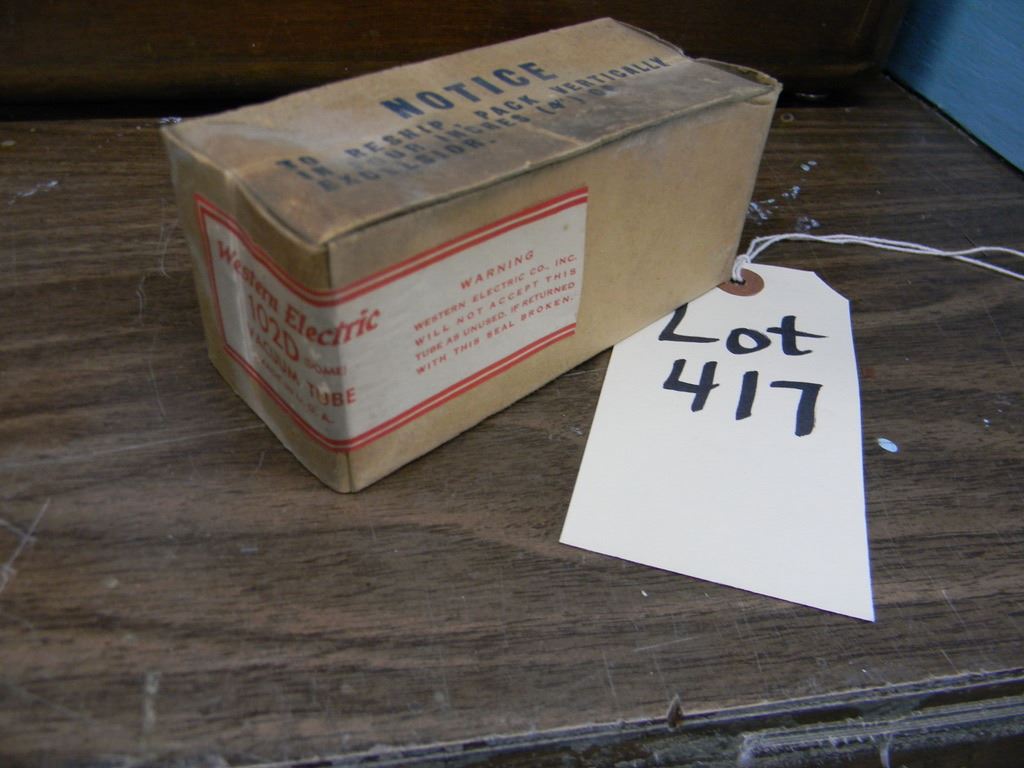 NOTICE
TO RESHIP, PACK VERTICALLY
IN FOUR INCHES (4") OF
EXCELSIOR.
Western Electric
102D
VACUUM TUBE
WARNING
WESTERN ELECTRIC CO., INC.
WILL NOT ACCEPT THIS
TUBE AS UNUSED, IF RETURNED
WITH THIS SEAL BROKEN.
Lot
417